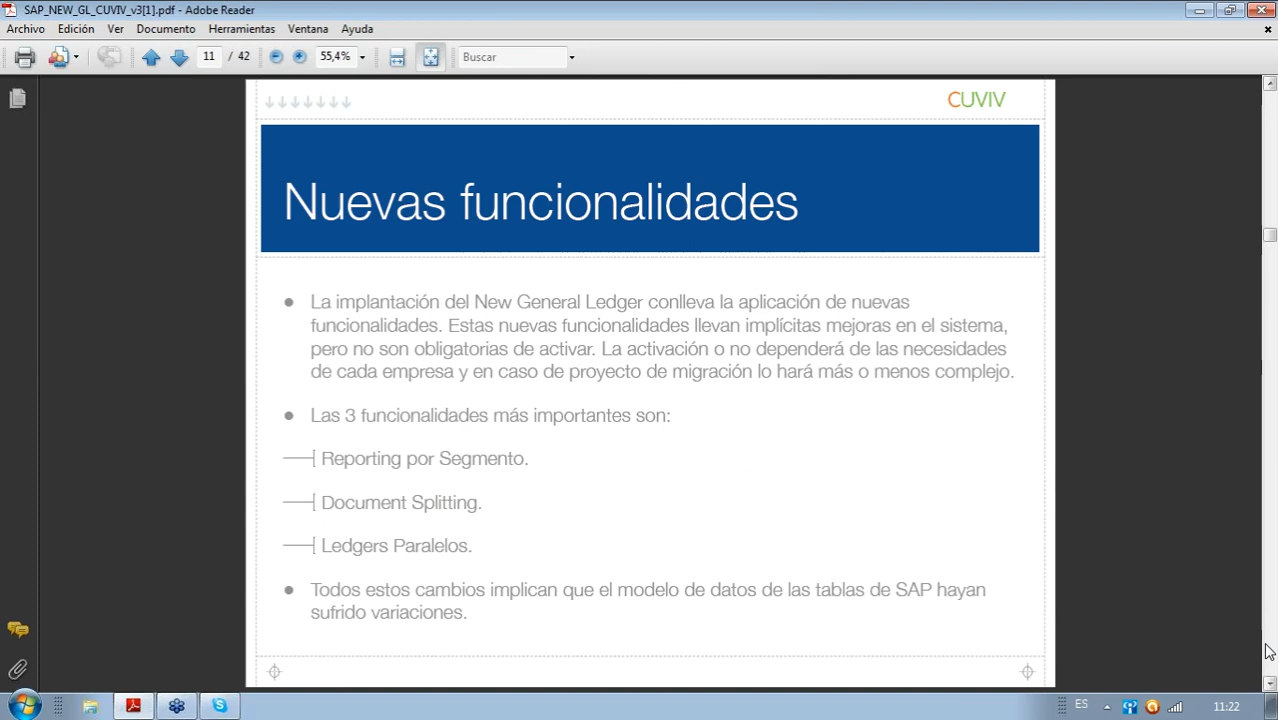 SAP_NEW_GL_CUVIV_v3[1].pdf - Adobe Reader
Archivo Edición Ver Documento Herramientas Ventana Ayuda
11 / 42 55,4% Buscar
CUVIV
Nuevas funcionalidades
La implantación del New General Ledger conlleva la aplicación de nuevas
funcionalidades. Estas nuevas funcionalidades llevan implícitas mejoras en el sistema,
pero no son obligatorias de activar. La activación o no dependerá de las necesidades
de cada empresa y en caso de proyecto de migración lo hará más o menos complejo.
Las 3 funcionalidades más importantes son:
Reporting por Segmento.
Document Splitting.
Ledgers Paralelos.
Todos estos cambios implican que el modelo de datos de las tablas de SAP hayan
sufrido variaciones.
ES 11:22